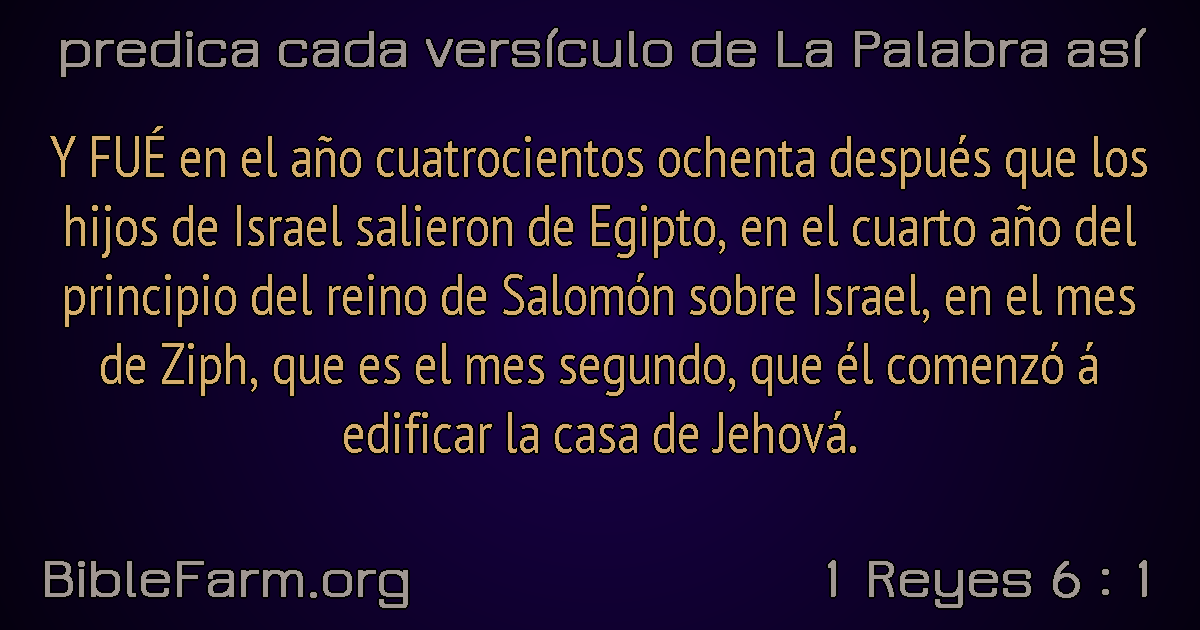 predica cada versículo de La Palabra así
Y FUÉ en el año cuatrocientos ochenta después que los
hijos de Israel salieron de Egipto, en el cuarto año del
principio del reino de Salomón sobre Israel, en el mes
de Ziph, que es el mes segundo, que él comenzó á
edificar la casa de Jehová.
BibleFarm.org
1 Reyes 6 : 1